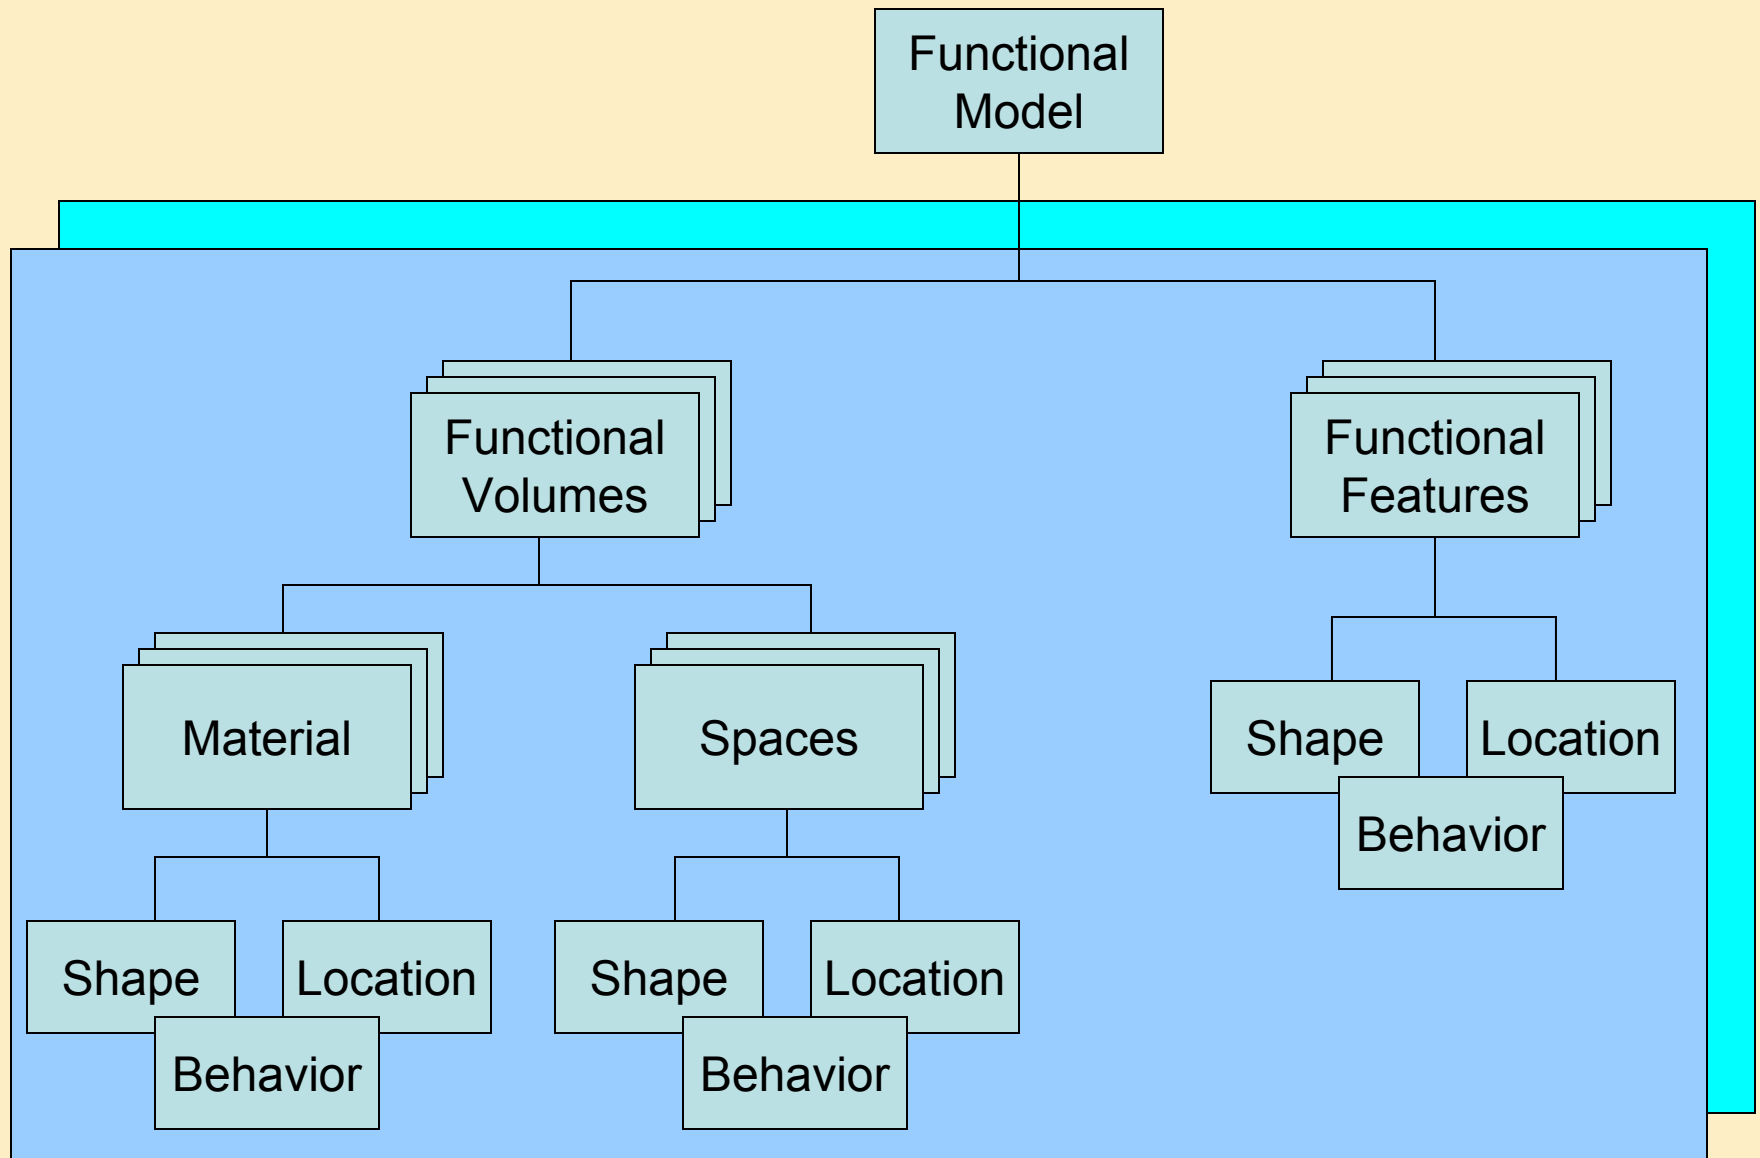 Functional
Model
Functional
Volumes
Functional
Features
Material
Spaces
Shape
Location
Behavior
Shape
Location
Behavior
Shape
Location
Behavior